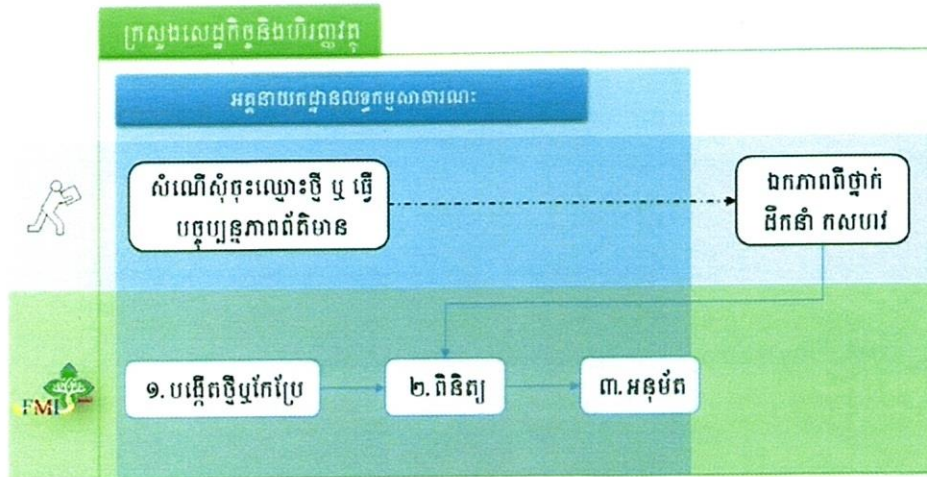 ក្រសួងសេដ្ឋកិច្ចនិងហិរញ្ញវត្ថុ
អគ្គនាយកដ្ឋានលទ្ធកម្មសាធារណៈ
សំណើសុំចុះឈ្មោះថ្មី ឬ ធ្វើ
បច្ចុប្បន្នភាពព័ត៌មាន
ឯកភាពពីថ្នាក់
ដឹកនាំ កសហវ
១. បង្កើតថ្មីឬកែប្រែ
២. ពិនិត្យ
៣. អនុម័ត
FMI